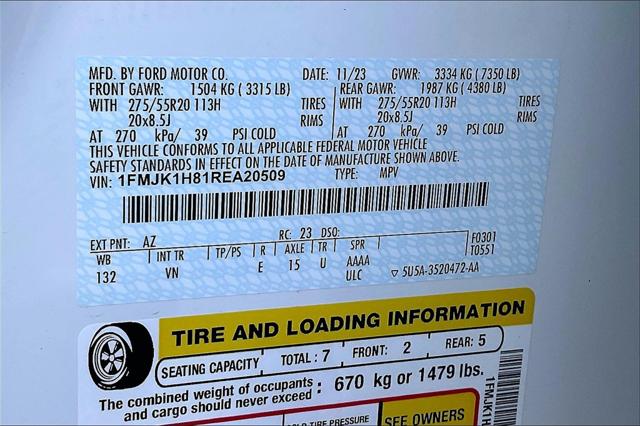 MFD. BY FORD MOTOR CO. DATE: 11/23 GVWR: 3334 KG ( 7350 LB)
FRONT GAWR: 1504 KG ( 3315 LB) REAR GAWR: 1987 KG ( 4380 LB)
WITH 275/55R20 113H TIRES WITH 275/55R20 113H TIRES
20x8.5J RIMS 20x8.5J RIMS
AT 270 kPa/ 39 PSI COLD AT 270 kPa/ 39 PSI COLD
THIS VEHICLE CONFORMS TO ALL APPLICABLE FEDERAL MOTOR VEHICLE
SAFETY STANDARDS IN EFFECT ON THE DATE OF MANUFACTURE SHOWN ABOVE.
VIN: 1FMJK1H81REA20509 TYPE: MPV
EXT PNT: AZ RC: 23 DSO: F0301
WB INT TR TP/PS R AXLE TR SPR T0551
132 VN E 15 U AAAA
ULC ▽ 5U5A-3520472-AA
TIRE AND LOADING INFORMATION
SEATING CAPACITY TOTAL : 7 FRONT: 2 REAR: 5
The combined weight of occupants : 670 kg or 1479 lbs.
and cargo should never exceed
TIRE PRESSURE SEE OWNERS
1FMJK1H